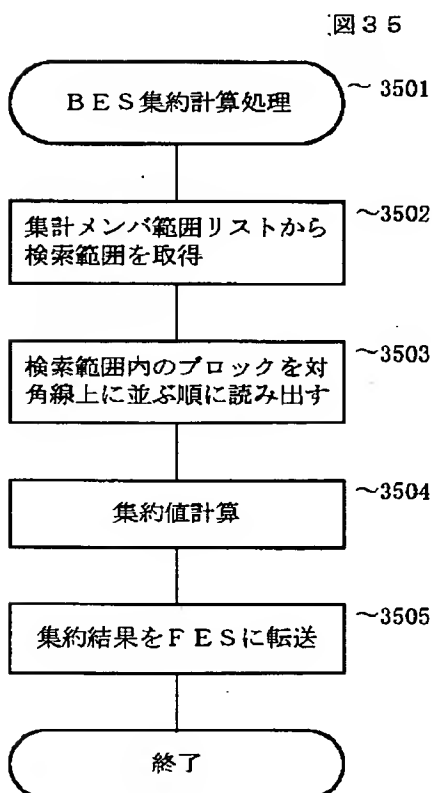 図35
BES集約計算処理
~3501
集計メンバ範囲リストから
検索範囲を取得
~3502
検索範囲内のブロックを対
角線上に並ぶ順に読み出す
~3503
集約値計算
~3504
集約結果をFESに転送
~3505
終了